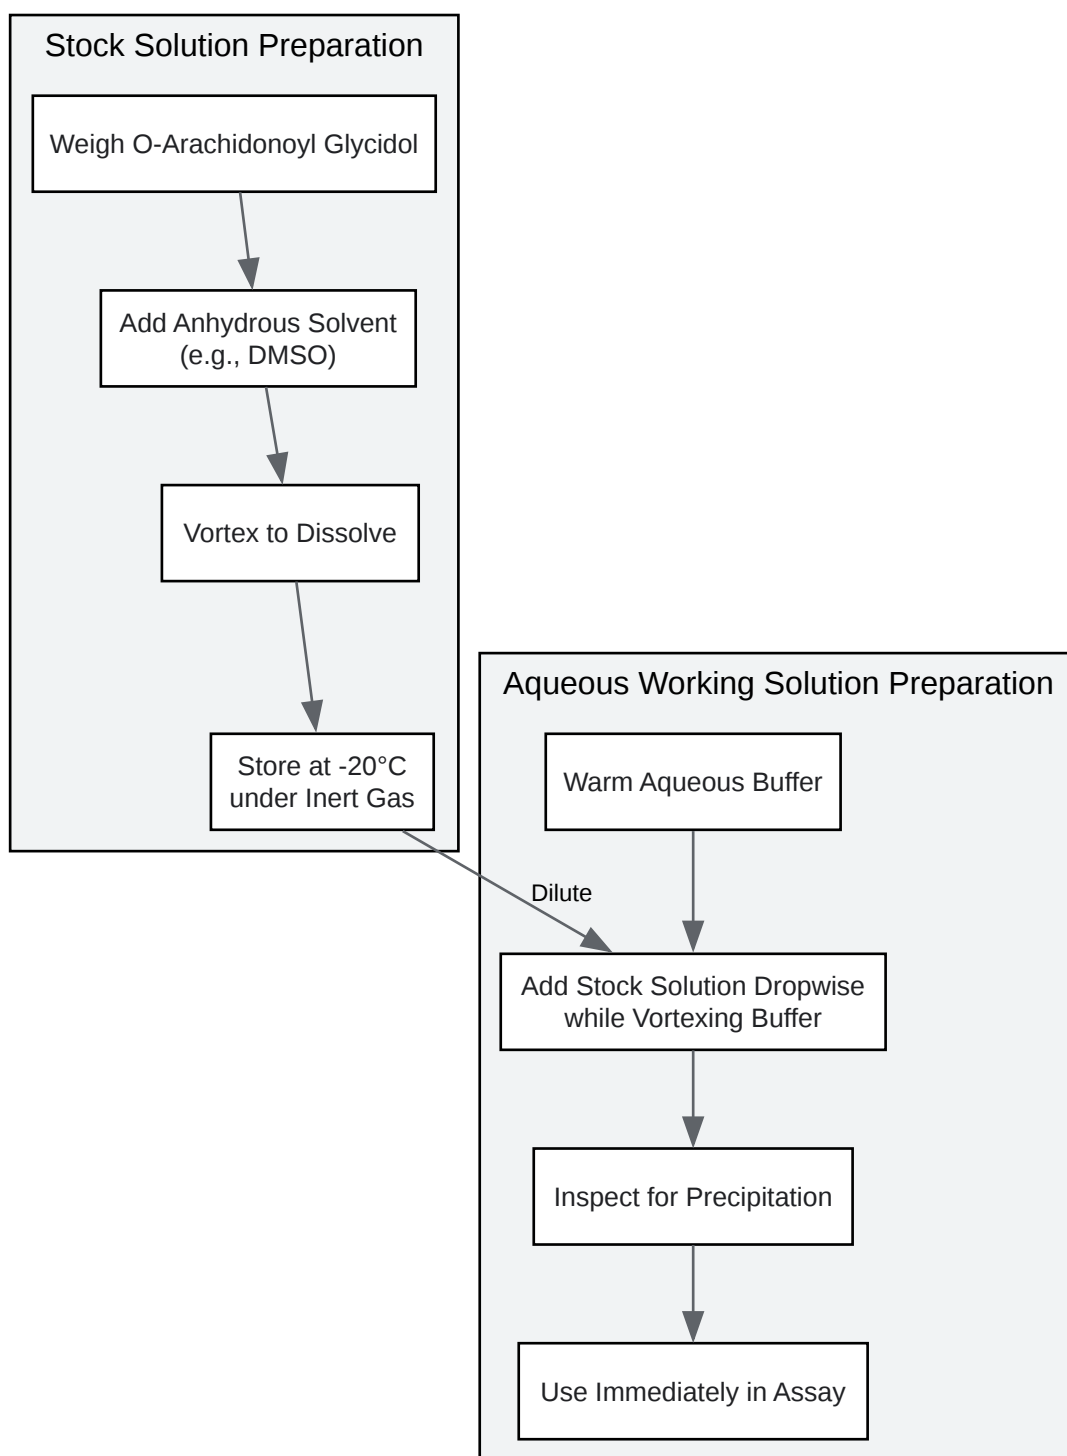 Stock Solution Preparation
Weigh O-Arachidonoyl Glycidol
Add Anhydrous Solvent
(e.g., DMSO)
Vortex to Dissolve
Store at -20°C
under Inert Gas
Aqueous Working Solution Preparation
Warm Aqueous Buffer
Dilute
Add Stock Solution Dropwise
while Vortexing Buffer
Inspect for Precipitation
Use Immediately in Assay